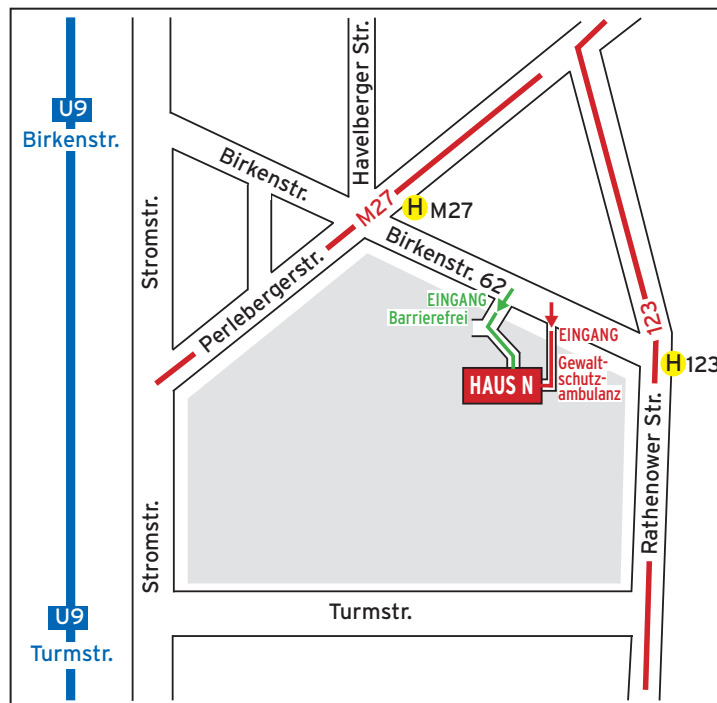 U9
Birkenstr.
Stromstr.
Birkenstr.
Havelberger Str.
M27
H M27
Perlebergerstr.
Birkenstr. 62
EINGANG
Barrierefrei
EINGANG
Gewalt-
schutz-
ambulanz
HAUS N
123
H 123
Rathenower Str.
Stromstr.
U9
Turmstr.
Turmstr.